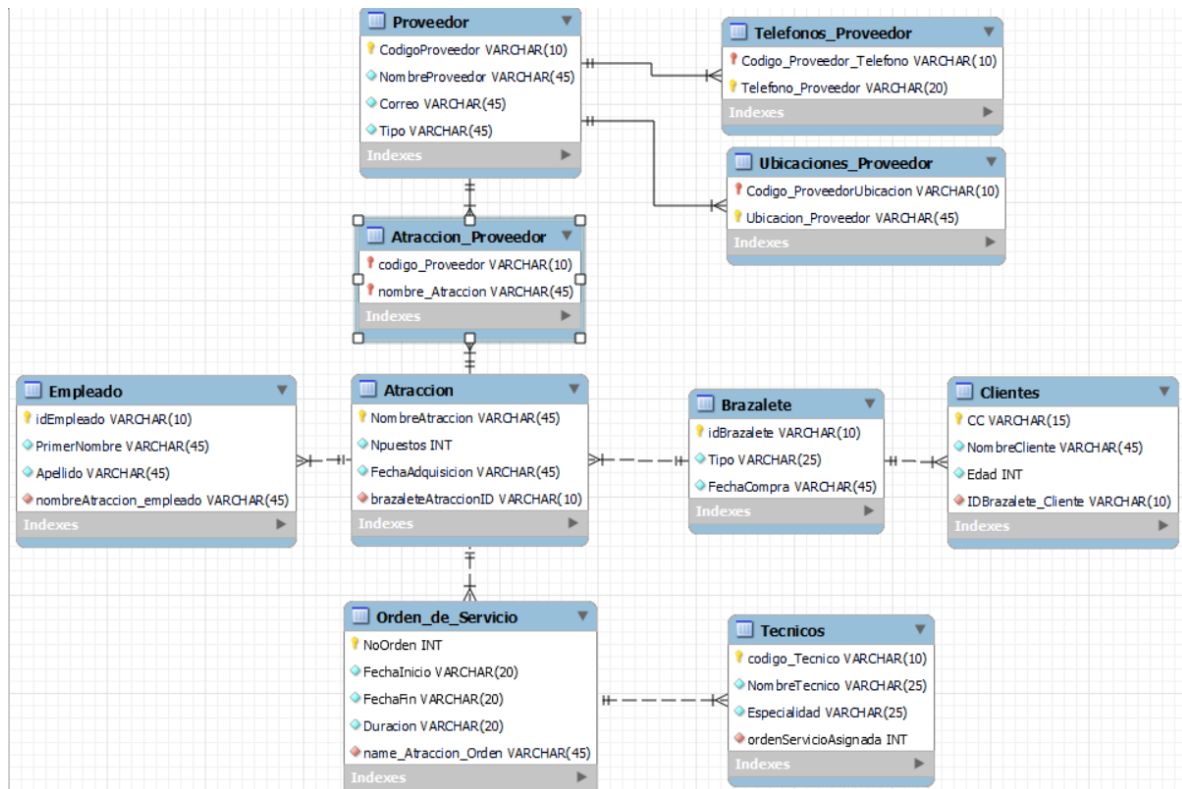 Proveedor
CodigoProveedor VARCHAR(10)
NombreProveedor VARCHAR(45)
Correo VARCHAR(45)
Tipo VARCHAR(45)
Indexes
Telefonos_Proveedor
Codigo_Proveedor_Telefono VARCHAR(10)
Telefono_Proveedor VARCHAR(20)
Indexes
Ubicaciones_Proveedor
Codigo_ProveedorUbicacion VARCHAR(10)
Ubicacion_Proveedor VARCHAR(45)
Indexes
Atraccion_Proveedor
codigo_Proveedor VARCHAR(10)
nombre_Atraccion VARCHAR(45)
Indexes
Empleado
idEmpleado VARCHAR(10)
PrimerNombre VARCHAR(45)
Apellido VARCHAR(45)
nombreAtraccion_empleado VARCHAR(45)
Indexes
Atraccion
NombreAtraccion VARCHAR(45)
Npuestos INT
FechaAdquisicion VARCHAR(45)
brazaleteAtraccionID VARCHAR(10)
Indexes
Brazalete
idBrazalete VARCHAR(10)
Tipo VARCHAR(25)
FechaCompra VARCHAR(45)
Indexes
Clientes
CC VARCHAR(15)
NombreCliente VARCHAR(45)
Edad INT
IDBrazalete_Cliente VARCHAR(10)
Indexes
Orden_de_Servicio
NoOrden INT
FechaInicio VARCHAR(20)
FechaFin VARCHAR(20)
Duracion VARCHAR(20)
name_Atraccion_Orden VARCHAR(45)
Indexes
Tecnicos
codigo_Tecnico VARCHAR(10)
NombreTecnico VARCHAR(25)
Especialidad VARCHAR(25)
ordenServicioAsignada INT
Indexes